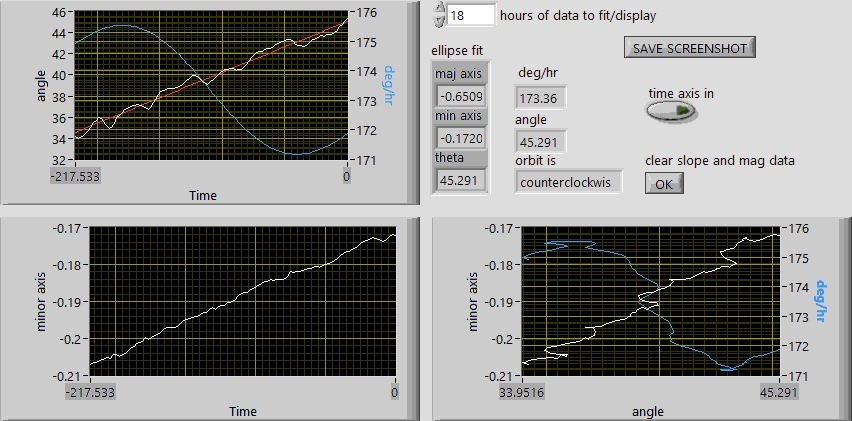 46
44
42
40
38
36
34
32
angle
176
175
174
173
172
171
deg/hr
-217.533
0
Time
18 hours of data to fit/display
SAVE SCREENSHOT
ellipse fit
maj axis
-0.6509
min axis
-0.1720
theta
45.291
deg/hr
173.36
angle
45.291
orbit is
counterclockwis
time axis in
clear slope and mag data
OK
-0.17
-0.18
-0.19
-0.2
-0.21
minor axis
-217.533
0
Time
-0.17
-0.18
-0.19
-0.2
-0.21
minor axis
176
175
174
173
172
171
deg/hr
33.9516
45.291
angle